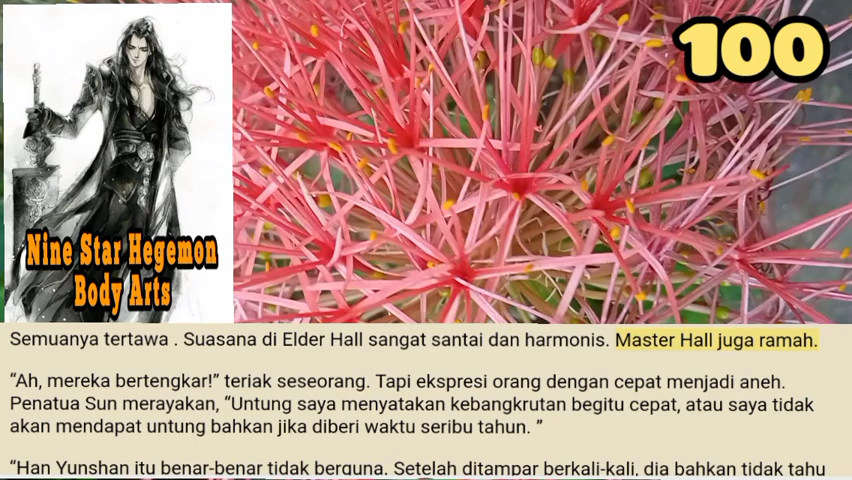 100
Nine Star Hegemon
Body Arts
Semuanya tertawa . Suasana di Elder Hall sangat santai dan harmonis. Master Hall juga ramah.
“Ah, mereka bertengkar!” teriak seseorang. Tapi ekspresi orang dengan cepat menjadi aneh.
Penatua Sun merayakan, “Untung saya menyatakan kebangkrutan begitu cepat, atau saya tidak
akan mendapat untung bahkan jika diberi waktu seribu tahun. ”
“Han Yunshan itu benar-benar tidak berguna. Setelah ditampar berkali-kali, dia bahkan tidak tahu